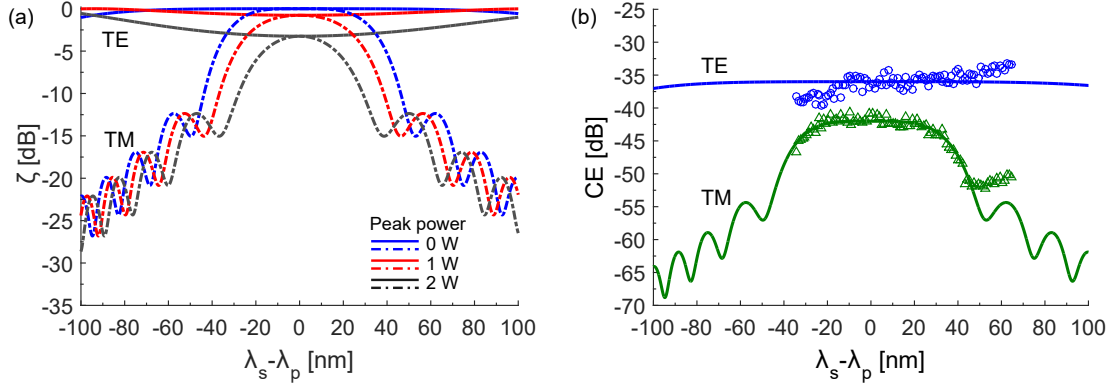 (a)
0
-5
-10
-15
-20
-25
-30
-35
ζ [dB]
TE
TM
Peak power
0 W
1 W
2 W
-100 -80 -60 -40 -20 0 20 40 60 80 100
λs-λp [nm]
(b)
-25
-30
-35
-40
-45
-50
-55
-60
-65
-70
CE [dB]
TE
TM
-100 -80 -60 -40 -20 0 20 40 60 80 100
λs-λp [nm]